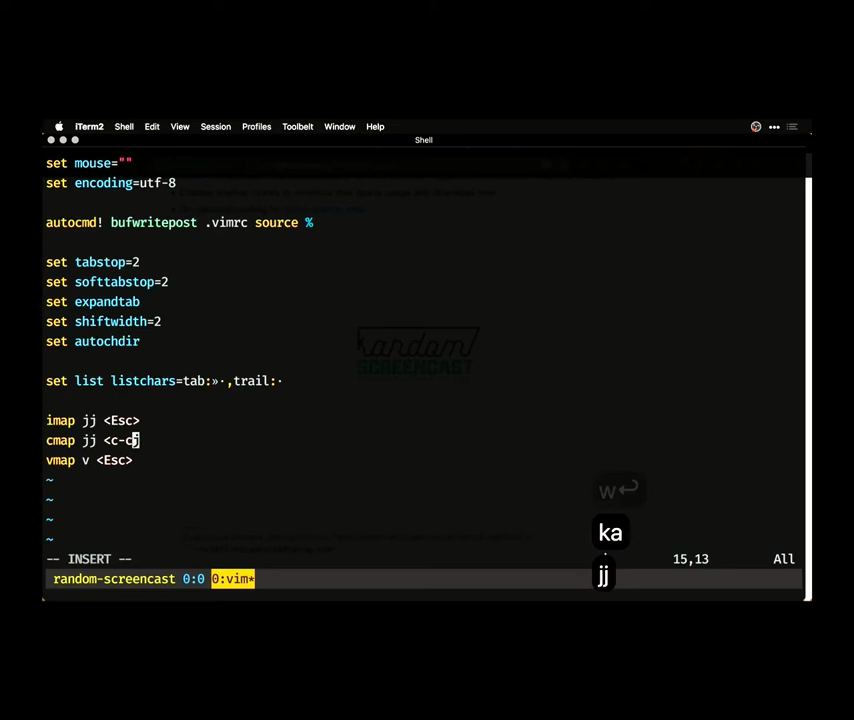 iTerm2 Shell Edit View Session Profiles Toolbelt Window Help
Shell
set mouse=""
set encoding=utf-8
autocmd! bufwritepost .vimrc source %
set tabstop=2
set softtabstop=2
set expandtab
set shiftwidth=2
set autochdir
random
SCREENCAST
set list listchars=tab:»·,trail:·
imap jj <Esc>
cmap jj <c-cj
vmap v <Esc>
~
~
~
~
w↩
ka
jj
-- INSERT -- 15,13 All
random-screencast 0:0 0:vim*